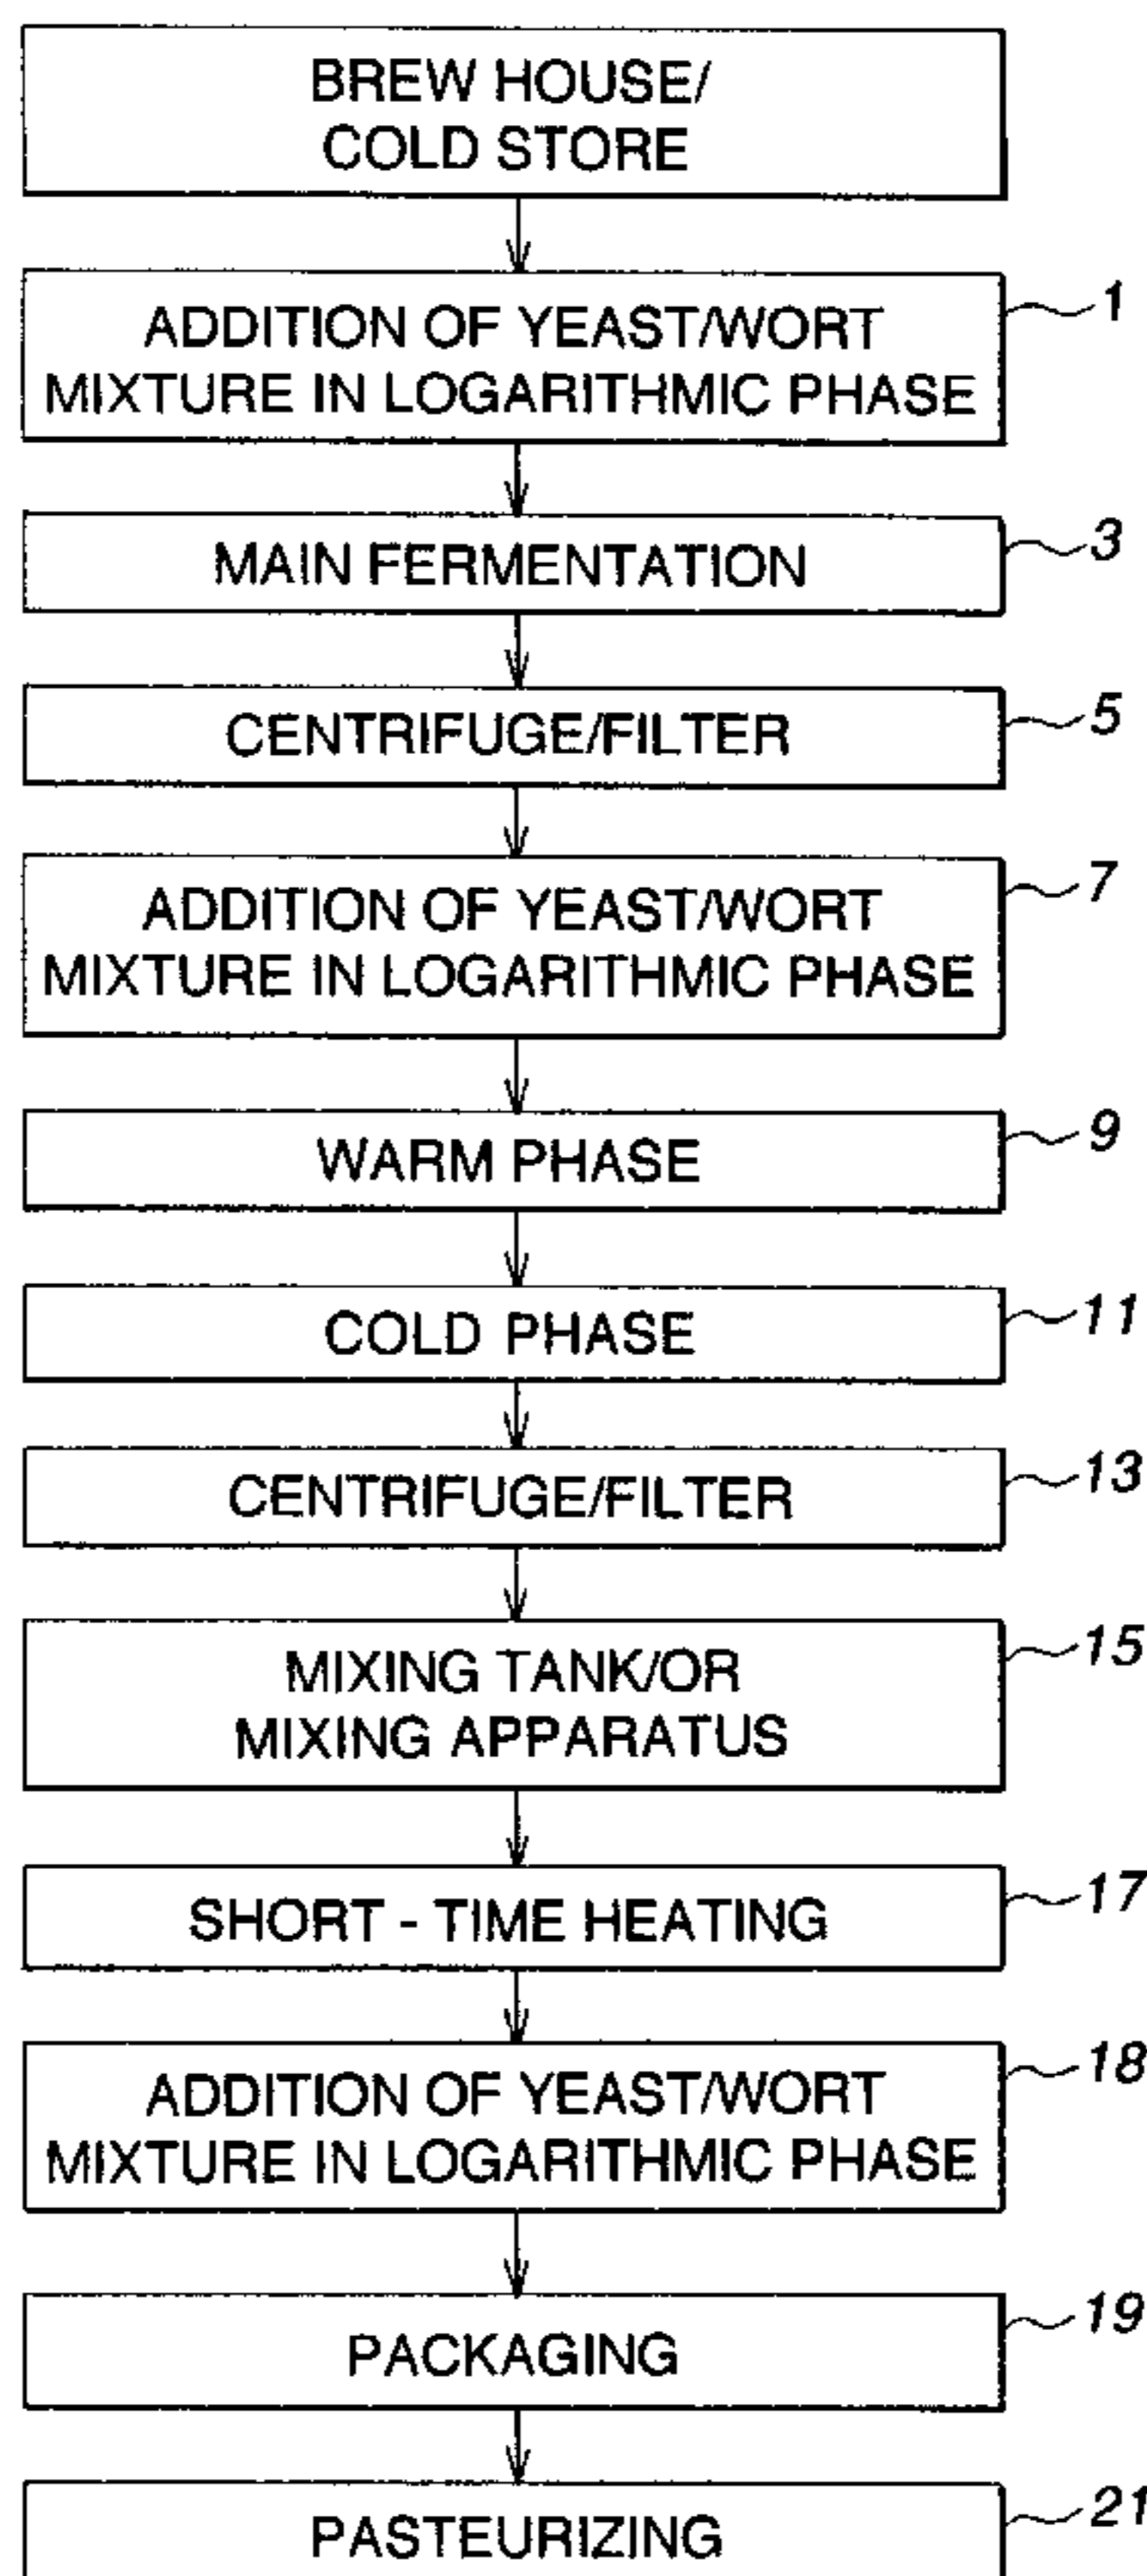 BREW HOUSE/
COLD STORE
ADDITION OF YEAST/WORT
MIXTURE IN LOGARITHMIC PHASE
1
MAIN FERMENTATION
3
CENTRIFUGE/FILTER
5
ADDITION OF YEAST/WORT
MIXTURE IN LOGARITHMIC PHASE
7
WARM PHASE
9
COLD PHASE
11
CENTRIFUGE/FILTER
13
MIXING TANK/OR
MIXING APPARATUS
15
SHORT - TIME HEATING
17
ADDITION OF YEAST/WORT
MIXTURE IN LOGARITHMIC PHASE
18
PACKAGING
19
PASTEURIZING
21